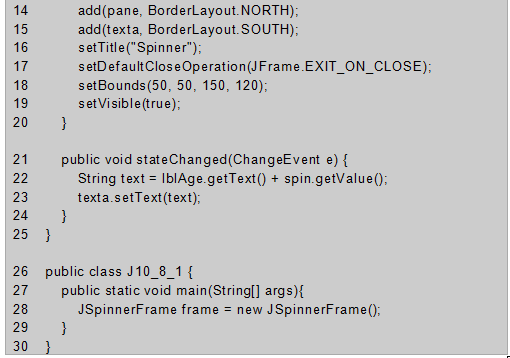 14 add(pane, BorderLayout.NORTH);
15 add(texta, BorderLayout.SOUTH);
16 setTitle("Spinner");
17 setDefaultCloseOperation(JFrame.EXIT_ON_CLOSE);
18 setBounds(50, 50, 150, 120);
19 setVisible(true);
20 }
21 public void stateChanged(ChangeEvent e) {
22 String text = lblAge.getText() + spin.getValue();
23 texta.setText(text);
24 }
25 }
26 public class J10_8_1 {
27 public static void main(String[] args){
28 JSpinnerFrame frame = new JSpinnerFrame();
29 }
30 }